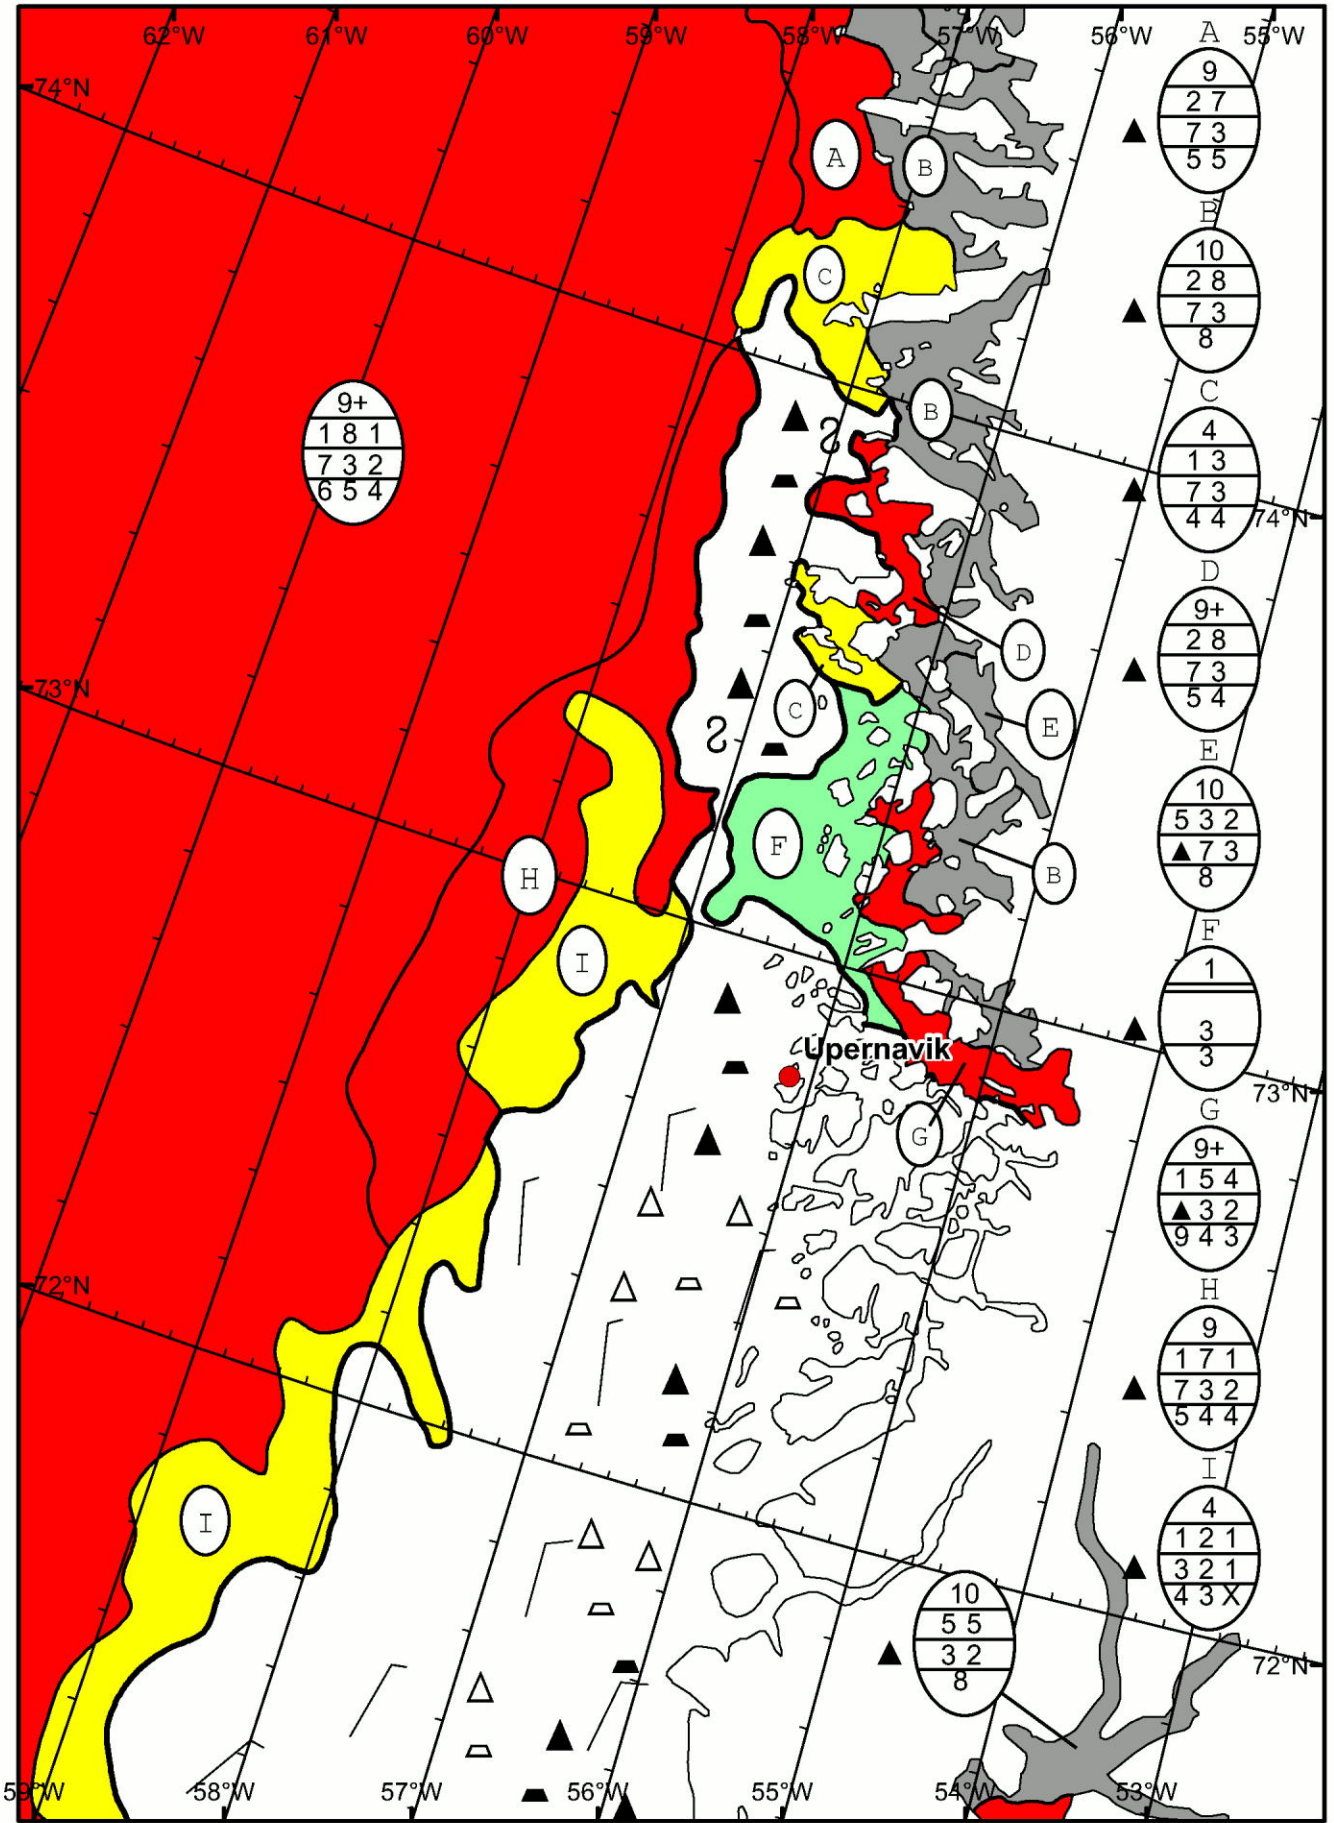 62°W 61°W 60°W 59°W 58°W 57°W 56°W 55°W
74°N
A
9
2 7
7 3
5 5
A
B
B
10
2 8
7 3
8
C
C
4
1 3
7 3
4 4
74°N
9+
1 8 1
7 3 2
6 5 4
B
D
9+
2 8
7 3
5 4
D
73°N
C
E
E
10
5 3 2
▲ 7 3
8
F
H
B
F
1
3
3
I
Upernavik
73°N
G
G
9+
1 5 4
▲ 3 2
9 4 3
72°N
H
9
1 7 1
7 3 2
5 4 4
I
I
4
1 2 1
3 2 1
4 3 X
10
5 5
3 2
8
72°N
59°W 58°W 57°W 56°W 55°W 54°W 53°W